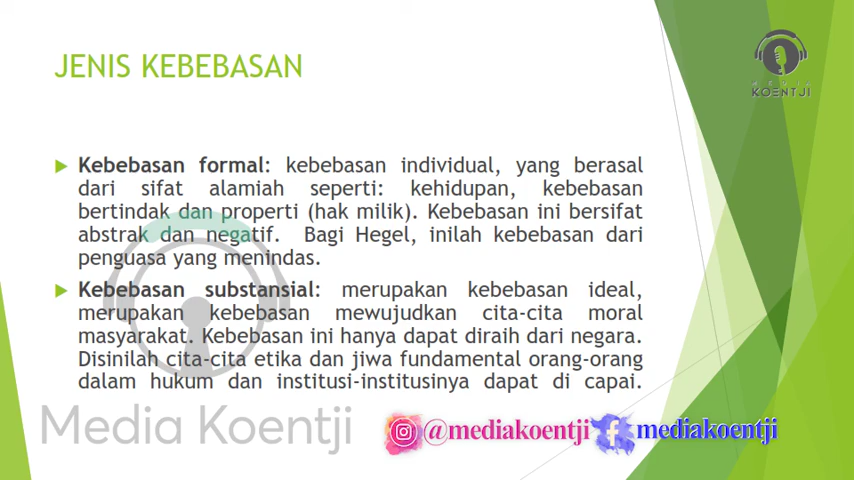 JENIS KEBEBASAN
MEDIA
KOENTJI
Kebebasan formal: kebebasan individual, yang berasal
dari sifat alamiah seperti: kehidupan, kebebasan
bertindak dan properti (hak milik). Kebebasan ini bersifat
abstrak dan negatif. Bagi Hegel, inilah kebebasan dari
penguasa yang menindas.
Kebebasan substansial: merupakan kebebasan ideal,
merupakan kebebasan mewujudkan cita-cita moral
masyarakat. Kebebasan ini hanya dapat diraih dari negara.
Disinilah cita-cita etika dan jiwa fundamental orang-orang
dalam hukum dan institusi-institusinya dapat di capai.
Media Koentji
@mediakoentji
mediakoentji